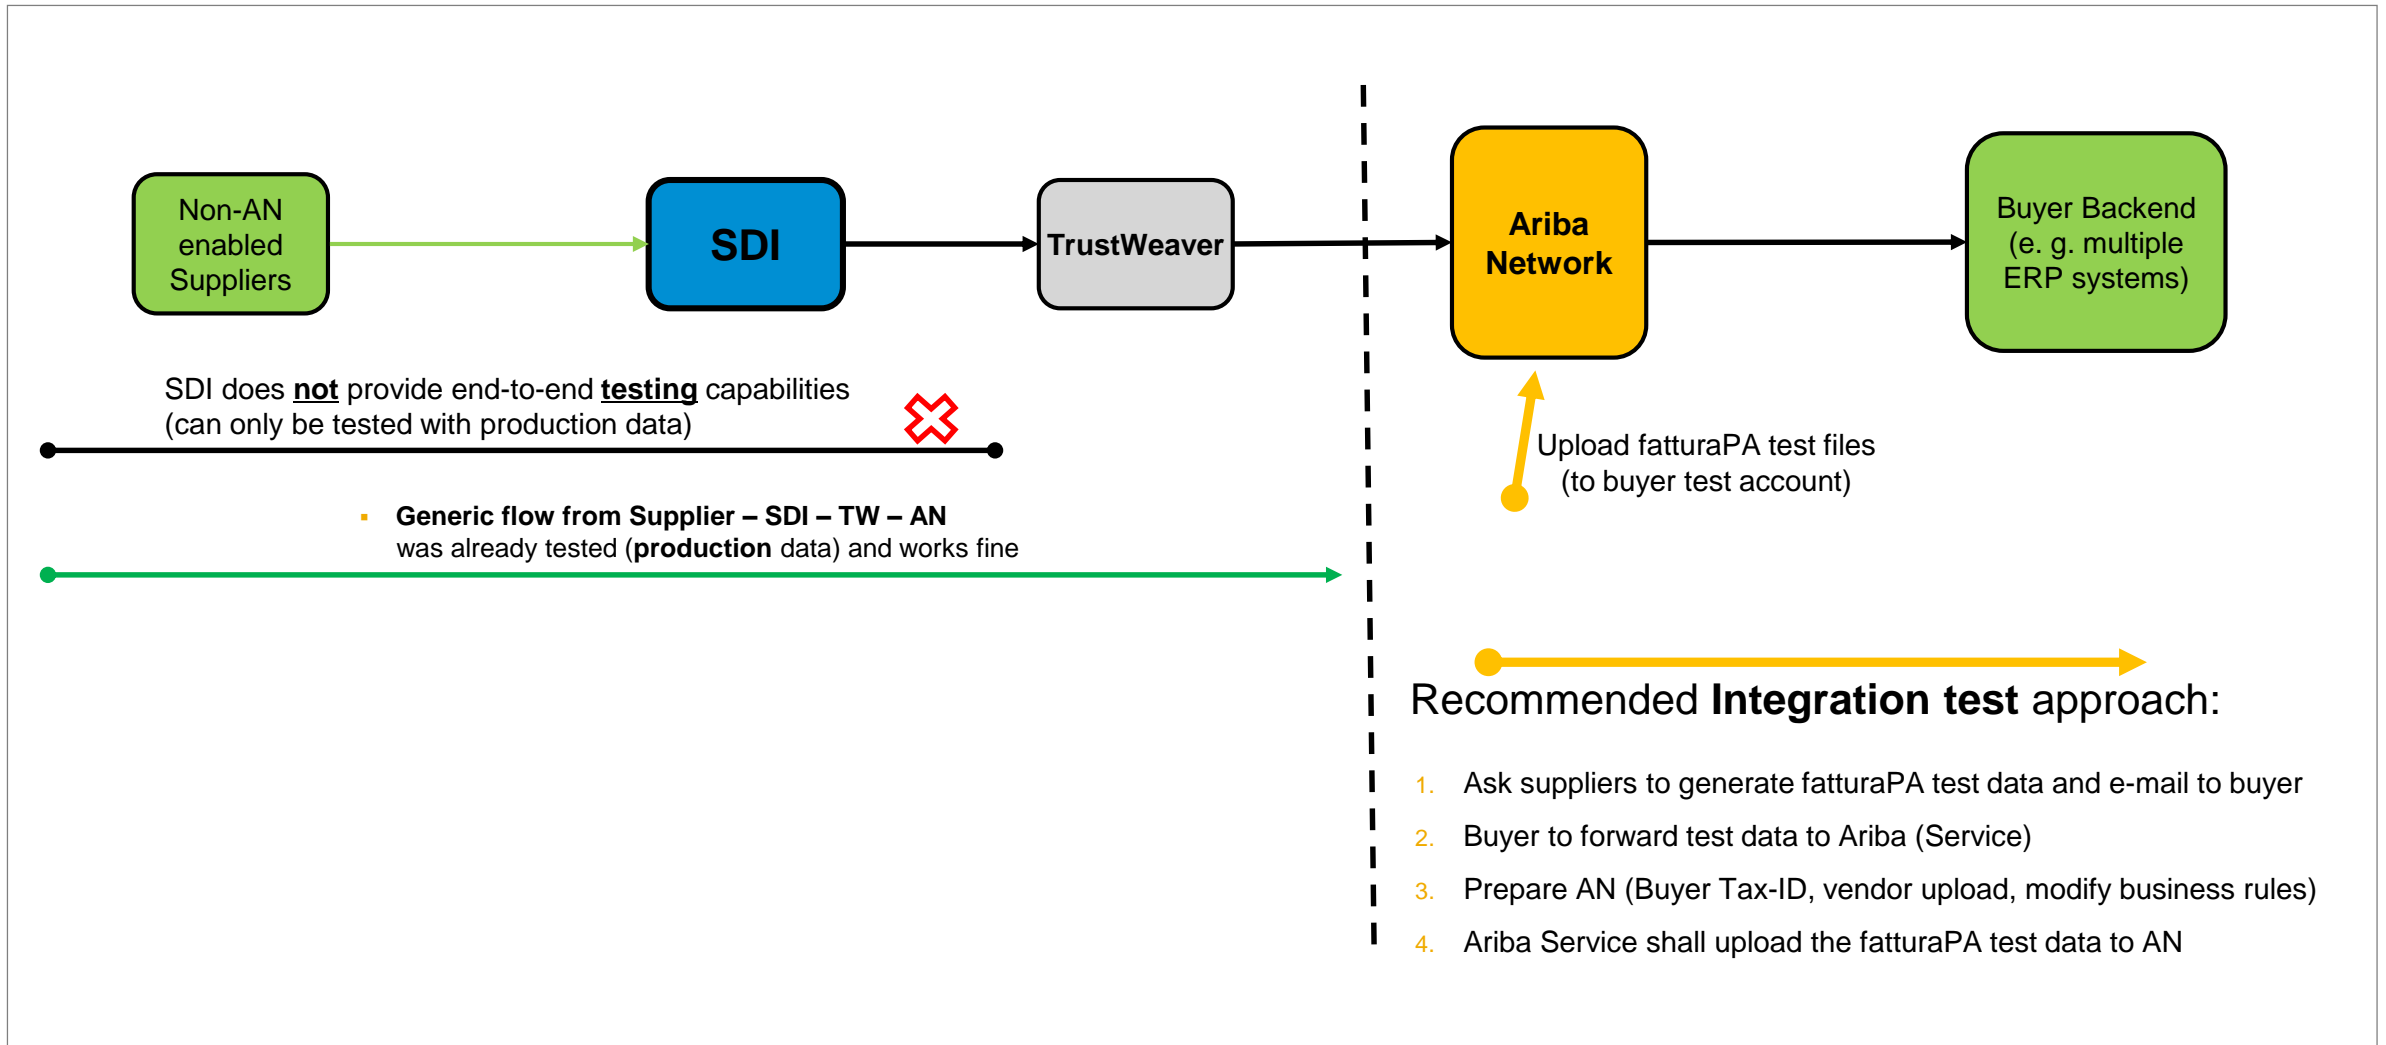 Non-AN
enabled
Suppliers
SDI
TrustWeaver
Ariba
Network
Buyer Backend
(e. g. multiple
ERP systems)
SDI does not provide end-to-end testing capabilities
(can only be tested with production data)
Upload fatturaPA test files
(to buyer test account)
▪ Generic flow from Supplier – SDI – TW – AN
was already tested (production data) and works fine
Recommended Integration test approach:
1. Ask suppliers to generate fatturaPA test data and e-mail to buyer
2. Buyer to forward test data to Ariba (Service)
3. Prepare AN (Buyer Tax-ID, vendor upload, modify business rules)
4. Ariba Service shall upload the fatturaPA test data to AN